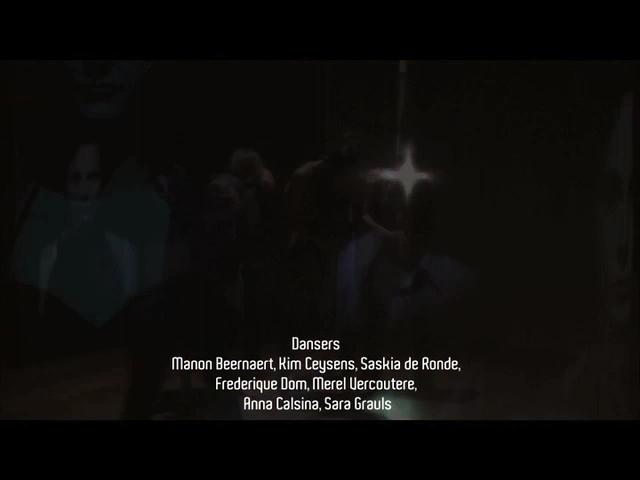 Dansers
Manon Beernaert, Kim Ceysens, Saskia de Ronde,
Frederique Dom, Merel Vercoutere,
Anna Calsina, Sara Grauls